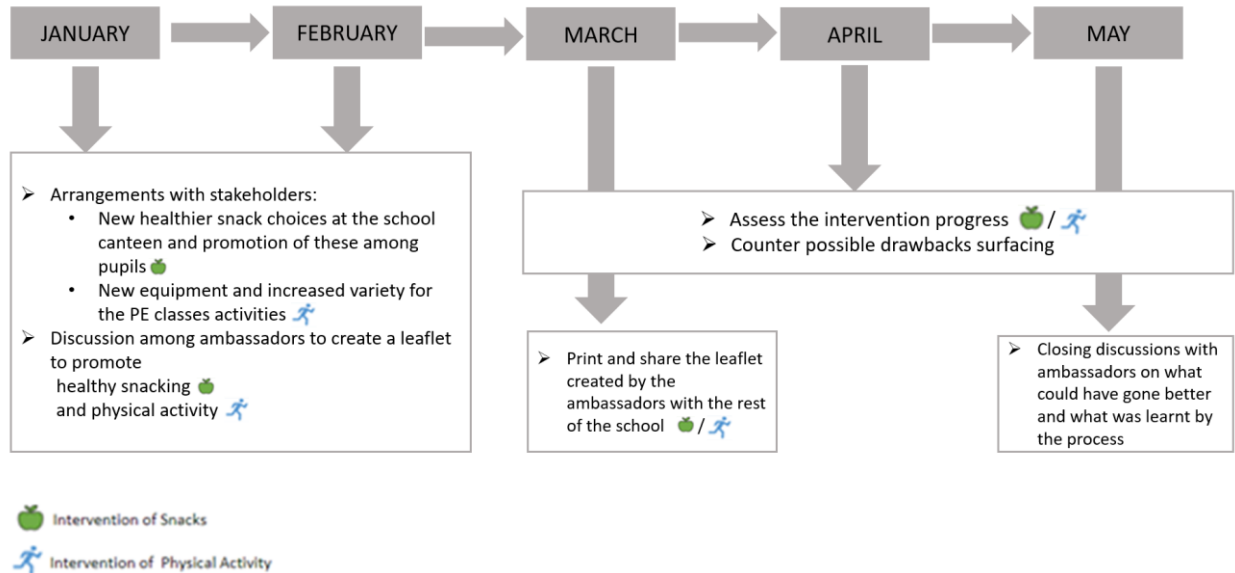 JANUARY
FEBRUARY
MARCH
APRIL
MAY
➢ Arrangements with stakeholders:
• New healthier snack choices at the school
canteen and promotion of these among
pupils
• New equipment and increased variety for
the PE classes activities
➢ Discussion among ambassadors to create a leaflet
to promote
healthy snacking
and physical activity
➢ Assess the intervention progress /
➢ Counter possible drawbacks surfacing
➢ Print and share the leaflet
created by the
ambassadors with the rest
of the school /
➢ Closing discussions with
ambassadors on what
could have gone better
and what was learnt by
the process
Intervention of Snacks
Intervention of Physical Activity